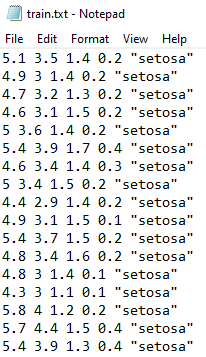 train.txt - Notepad
File Edit Format View Help
5.1 3.5 1.4 0.2 "setosa"
4.9 3 1.4 0.2 "setosa"
4.7 3.2 1.3 0.2 "setosa"
4.6 3.1 1.5 0.2 "setosa"
5 3.6 1.4 0.2 "setosa"
5.4 3.9 1.7 0.4 "setosa"
4.6 3.4 1.4 0.3 "setosa"
5 3.4 1.5 0.2 "setosa"
4.4 2.9 1.4 0.2 "setosa"
4.9 3.1 1.5 0.1 "setosa"
5.4 3.7 1.5 0.2 "setosa"
4.8 3.4 1.6 0.2 "setosa"
4.8 3 1.4 0.1 "setosa"
4.3 3 1.1 0.1 "setosa"
5.8 4 1.2 0.2 "setosa"
5.7 4.4 1.5 0.4 "setosa"
5.4 3.9 1.3 0.4 "setosa"